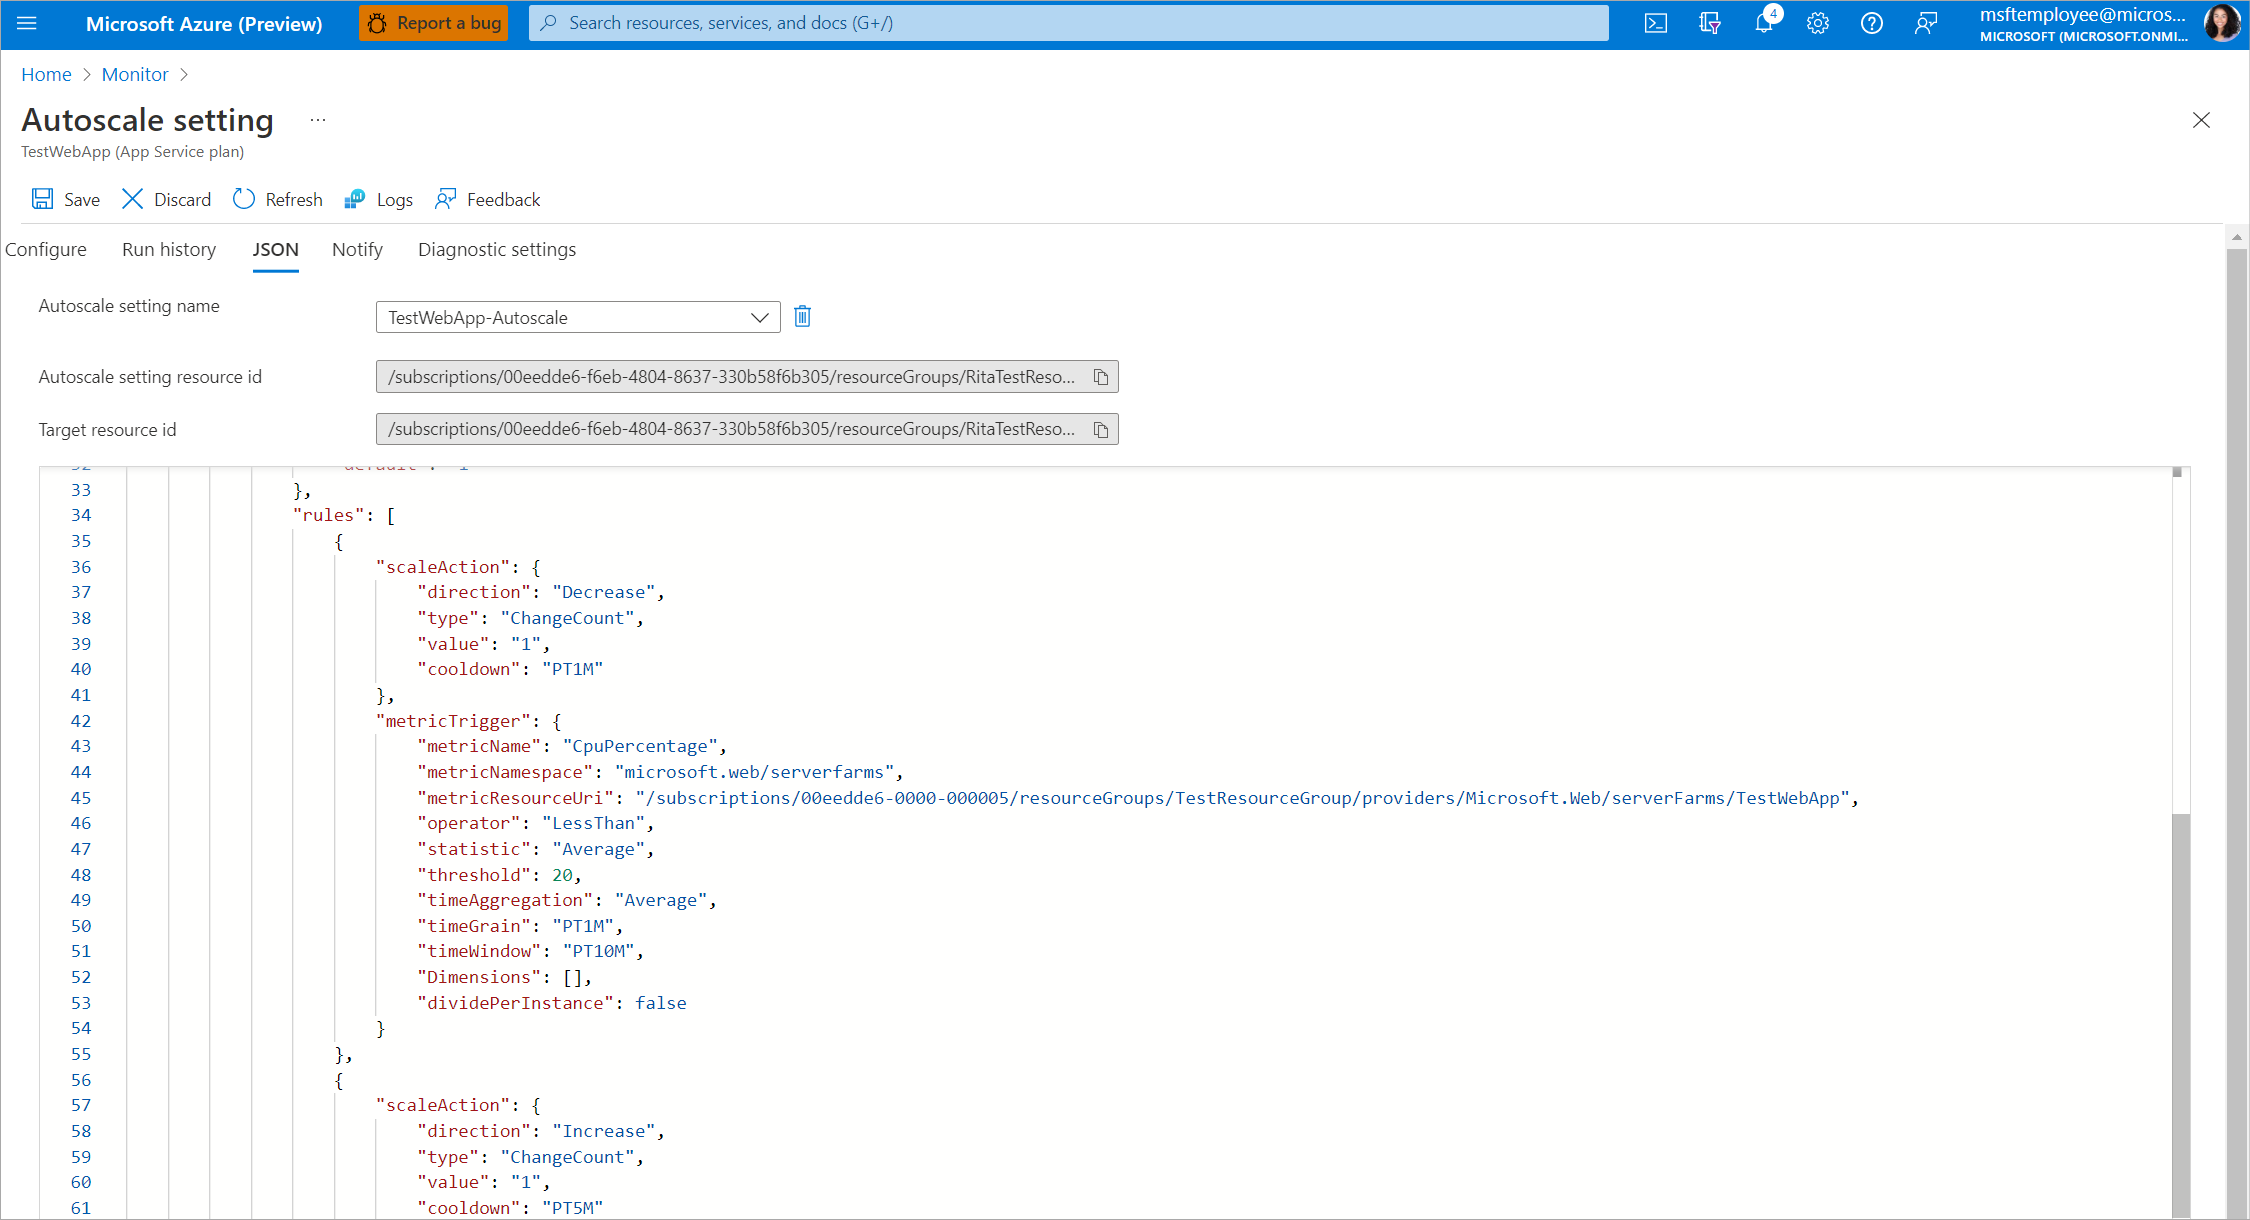 Microsoft Azure (Preview) Report a bug Search resources, services, and docs (G+/) 4 msftemployee@micros...
MICROSOFT (MICROSOFT.ONMI...
Home > Monitor >
Autoscale setting ...
TestWebApp (App Service plan)
Save Discard Refresh Logs Feedback
Configure Run history JSON Notify Diagnostic settings
Autoscale setting name TestWebApp-Autoscale
Autoscale setting resource id /subscriptions/00eedde6-f6eb-4804-8637-330b58f6b305/resourceGroups/RitaTestReso...
Target resource id /subscriptions/00eedde6-f6eb-4804-8637-330b58f6b305/resourceGroups/RitaTestReso...
33 },
34 "rules": [
35 {
36 "scaleAction": {
37 "direction": "Decrease",
38 "type": "ChangeCount",
39 "value": "1",
40 "cooldown": "PT1M"
41 },
42 "metricTrigger": {
43 "metricName": "CpuPercentage",
44 "metricNamespace": "microsoft.web/serverfarms",
45 "metricResourceUri": "/subscriptions/00eedde6-0000-000005/resourceGroups/TestResourceGroup/providers/Microsoft.Web/serverFarms/TestWebApp",
46 "operator": "LessThan",
47 "statistic": "Average",
48 "threshold": 20,
49 "timeAggregation": "Average",
50 "timeGrain": "PT1M",
51 "timeWindow": "PT10M",
52 "Dimensions": [],
53 "dividePerInstance": false
54 }
55 },
56 {
57 "scaleAction": {
58 "direction": "Increase",
59 "type": "ChangeCount",
60 "value": "1",
61 "cooldown": "PT5M"